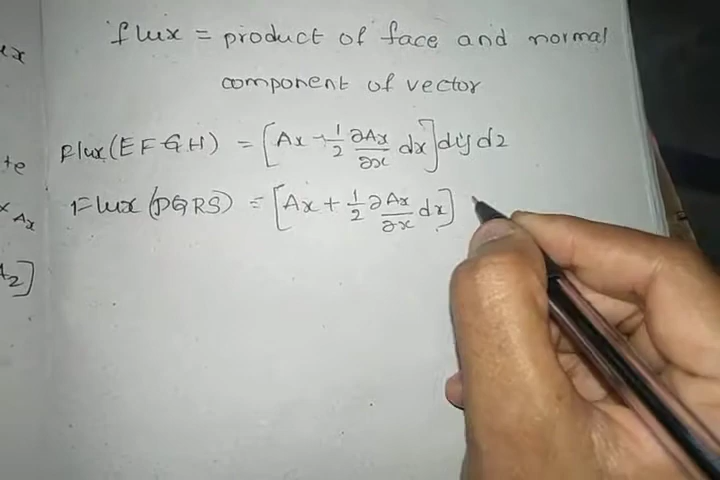 flux = product of face and normal
component of vector
Flux(EFGH) = [Ax - 1/2 ∂Ax/∂x dx] dy dz
Flux(PQRS) = [Ax + 1/2 ∂Ax/∂x dx]
Ax